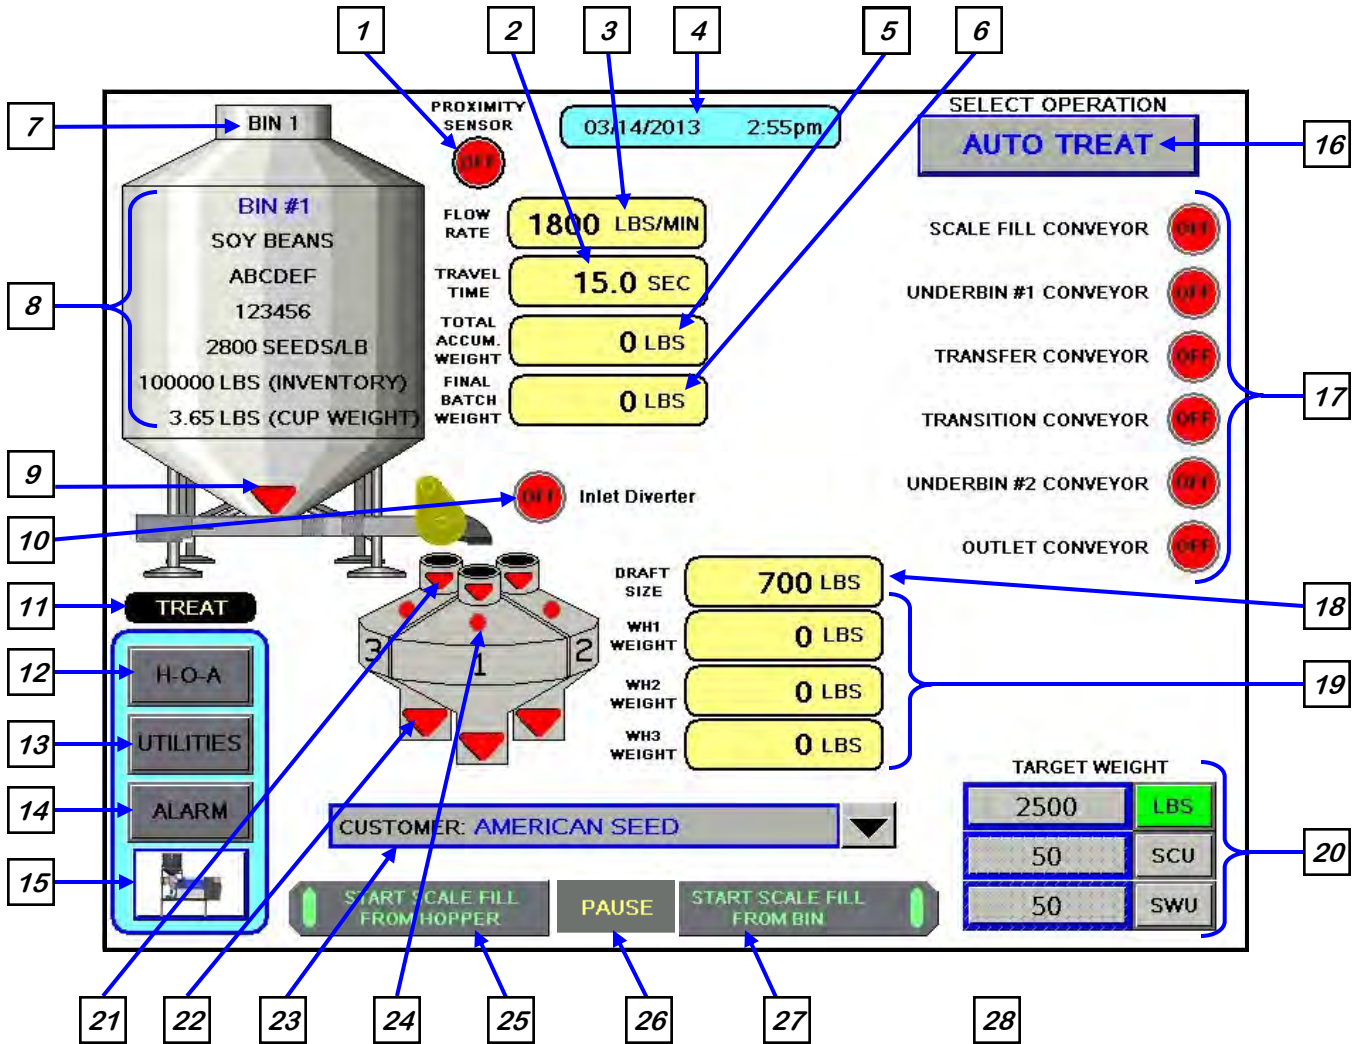 1
2
3
4
5
6
7
BIN 1
PROXIMITY
SENSOR
OFF
03/14/2013 2:55pm
SELECT OPERATION
AUTO TREAT
16
8
BIN #1
SOY BEANS
ABCDEF
123456
2800 SEEDS/LB
100000 LBS (INVENTORY)
3.65 LBS (CUP WEIGHT)
FLOW
RATE
1800 LBS/MIN
TRAVEL
TIME
15.0 SEC
TOTAL
ACCUM.
WEIGHT
0 LBS
FINAL
BATCH
WEIGHT
0 LBS
SCALE FILL CONVEYOR OFF
UNDERBIN #1 CONVEYOR OFF
TRANSFER CONVEYOR OFF
TRANSITION CONVEYOR OFF
UNDERBIN #2 CONVEYOR OFF
OUTLET CONVEYOR OFF
17
9
10
OFF Inlet Diverter
11
TREAT
12
H-O-A
13
UTILITIES
14
ALARM
15
3
1
2
DRAFT
SIZE
700 LBS
WH1
WEIGHT
0 LBS
WH2
WEIGHT
0 LBS
WH3
WEIGHT
0 LBS
18
19
TARGET WEIGHT
2500 LBS
50 SCU
50 SWU
20
CUSTOMER: AMERICAN SEED
START SCALE FILL
FROM HOPPER
PAUSE
START SCALE FILL
FROM BIN
21
22
23
24
25
26
27
28